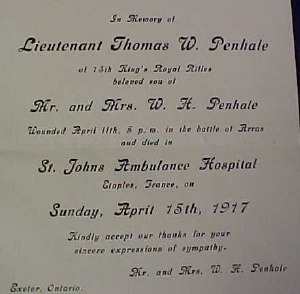 In Memory of
Lieutenant Thomas W. Penhale
of 13th King's Royal Rifles
beloved son of
Mr. and Mrs. W. H. Penhale
Wounded April 11th, 8 p. m. in the battle of Arras
and died in
St. Johns Ambulance Hospital
Etaples, France, on
Sunday, April 15th, 1917
Kindly accept our thanks for your
sincere expressions of sympathy.
Mr. and Mrs. W. H. Penhale
Exeter, Ontario.